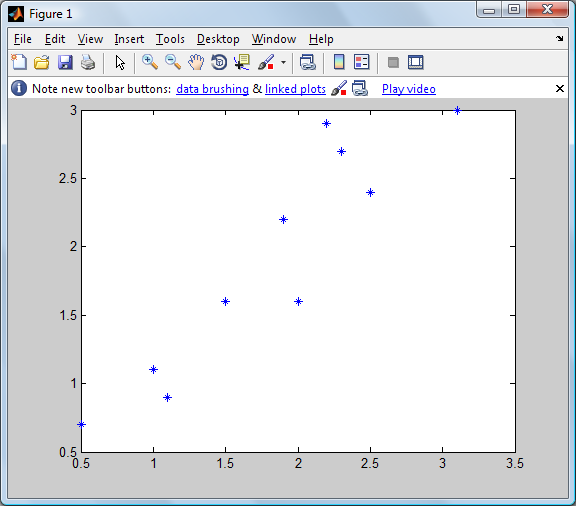 Figure 1
File Edit View Insert Tools Desktop Window Help
Note new toolbar buttons: data brushing & linked plots Play video
3
2.5
2
1.5
1
0.5
0.5 1 1.5 2 2.5 3 3.5